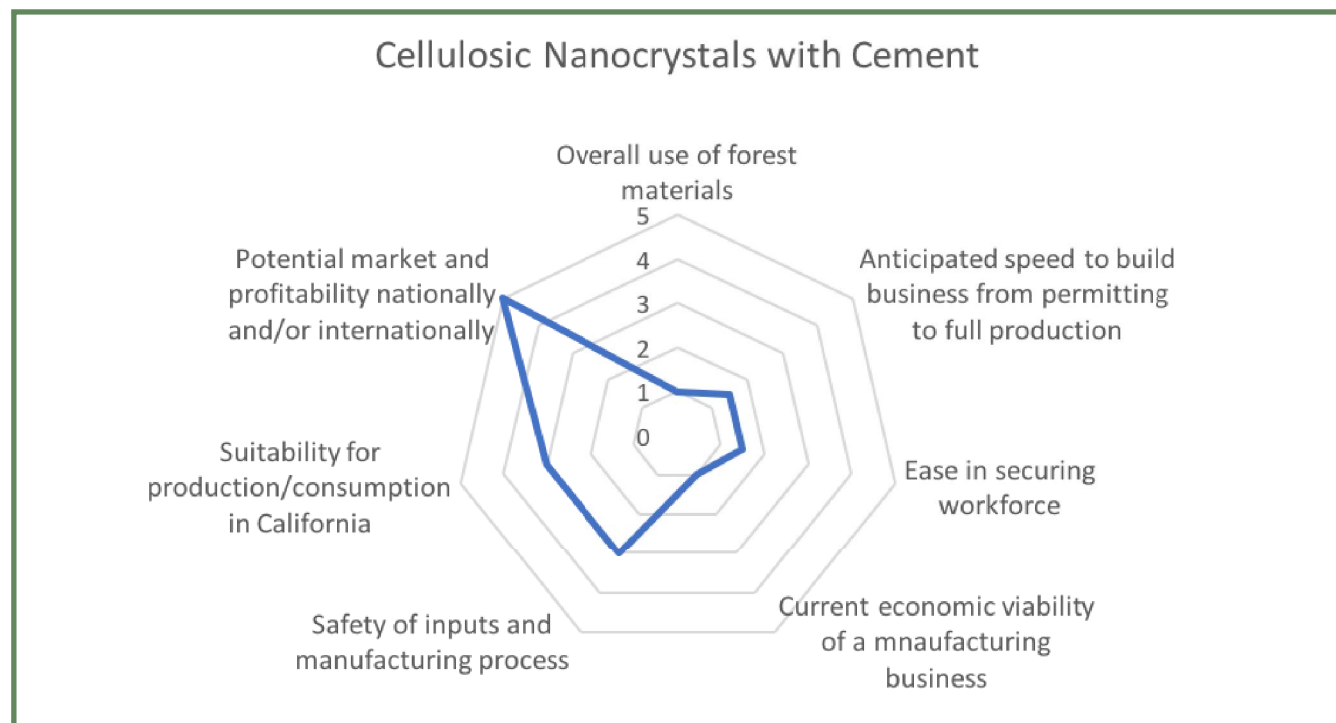 Cellulosic Nanocrystals with Cement
Overall use of forest
materials
5
4
3
2
1
0
Anticipated speed to build
business from permitting
to full production
Ease in securing
workforce
Current economic viability
of a mnaufacturing
business
Safety of inputs and
manufacturing process
Suitability for
production/consumption
in California
Potential market and
profitability nationally
and/or internationally